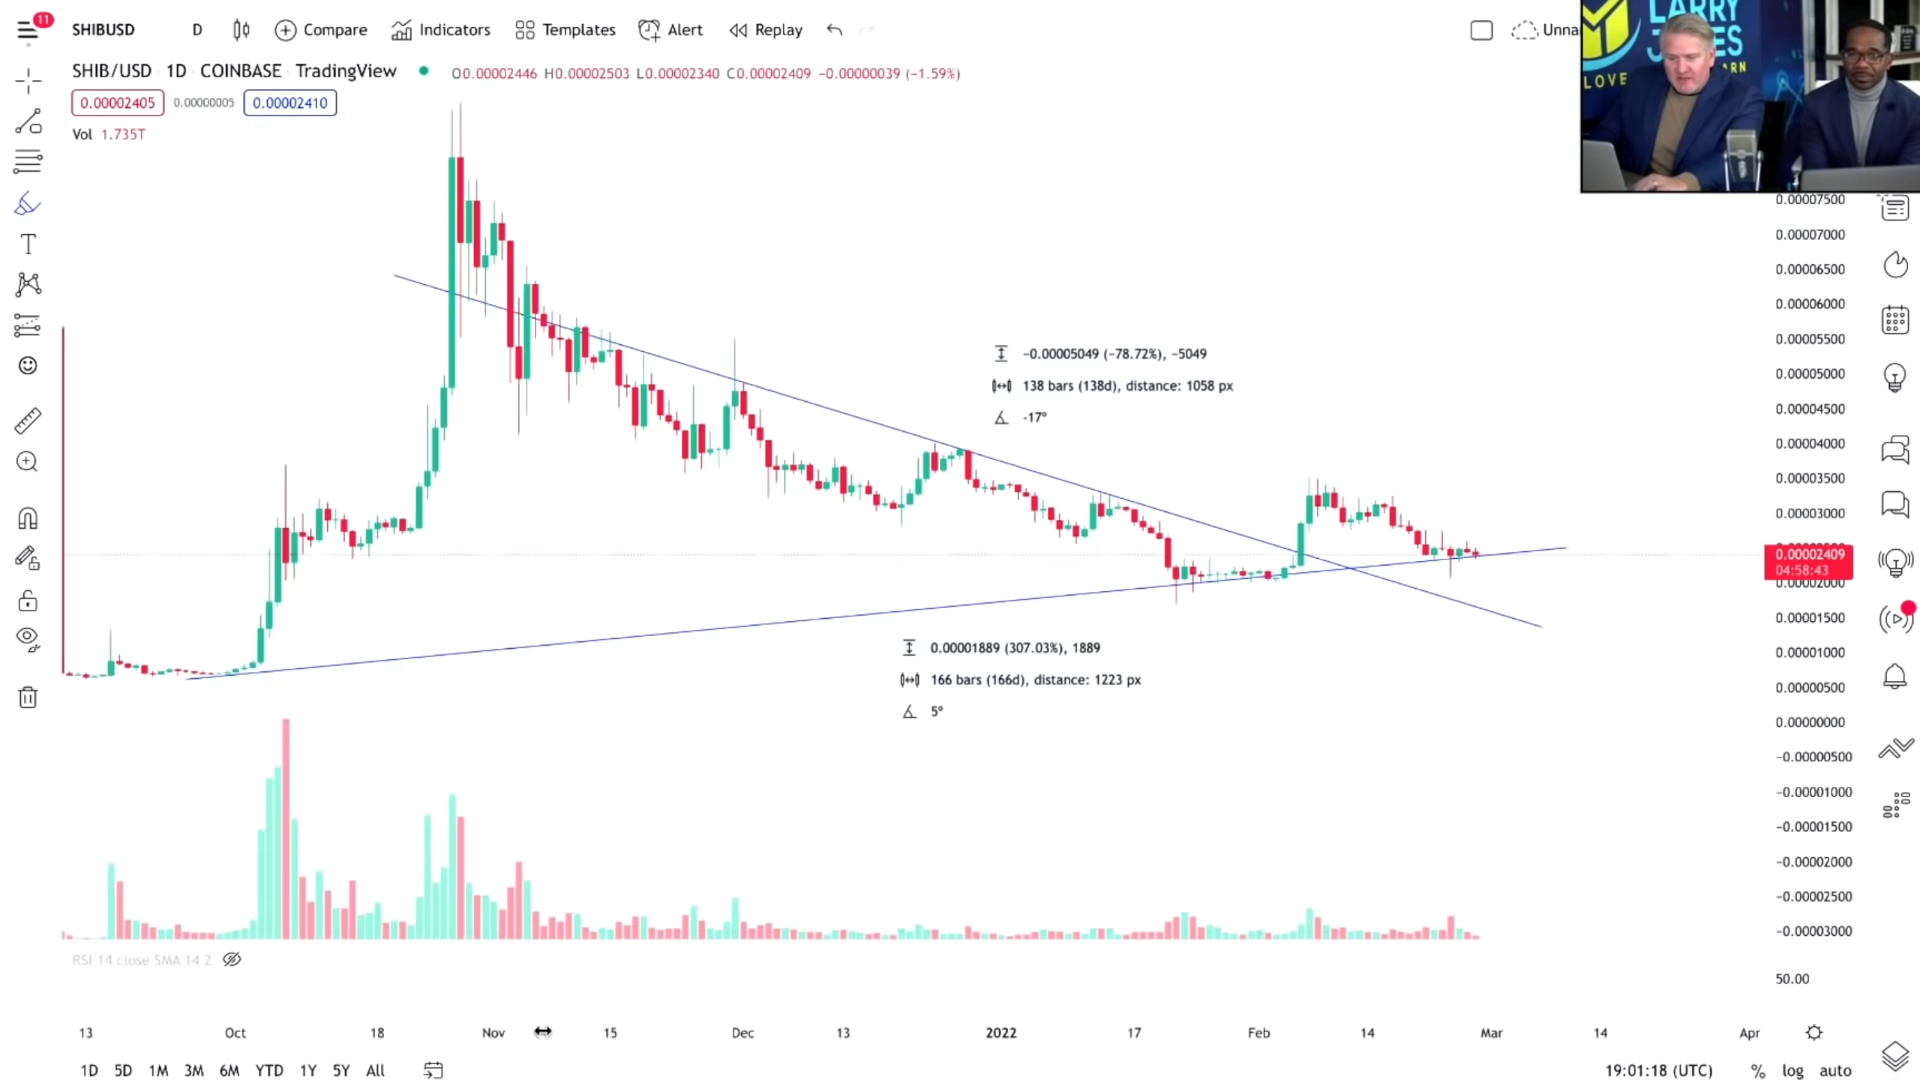 11
SHIBUSD D Compare Indicators Templates Alert Replay Unna
SHIB/USD 1D COINBASE TradingView O0.00002446 H0.00002503 L0.00002340 C0.00002409 −0.00000039 (−1.59%)
0.00002405 0.00000005 0.00002410
Vol 1.735T
LARRY
LOVE
0.00007500
0.00007000
0.00006500
0.00006000
0.00005500
0.00005000
0.00004500
0.00004000
0.00003500
0.00003000
0.00002409
04:58:43
0.00002000
0.00001500
0.00001000
0.00000500
0.00000000
−0.00000500
−0.00001000
−0.00001500
−0.00002000
−0.00002500
−0.00003000
50.00
−0.00005049 (−78.72%), −5049
138 bars (138d), distance: 1058 px
-17°
0.00001889 (307.03%), 1889
166 bars (166d), distance: 1223 px
5°
RSI 14 close SMA 14 2
13 Oct 18 Nov 15 Dec 13 2022 17 Feb 14 Mar 14 Apr
1D 5D 1M 3M 6M YTD 1Y 5Y All 19:01:18 (UTC) % log auto